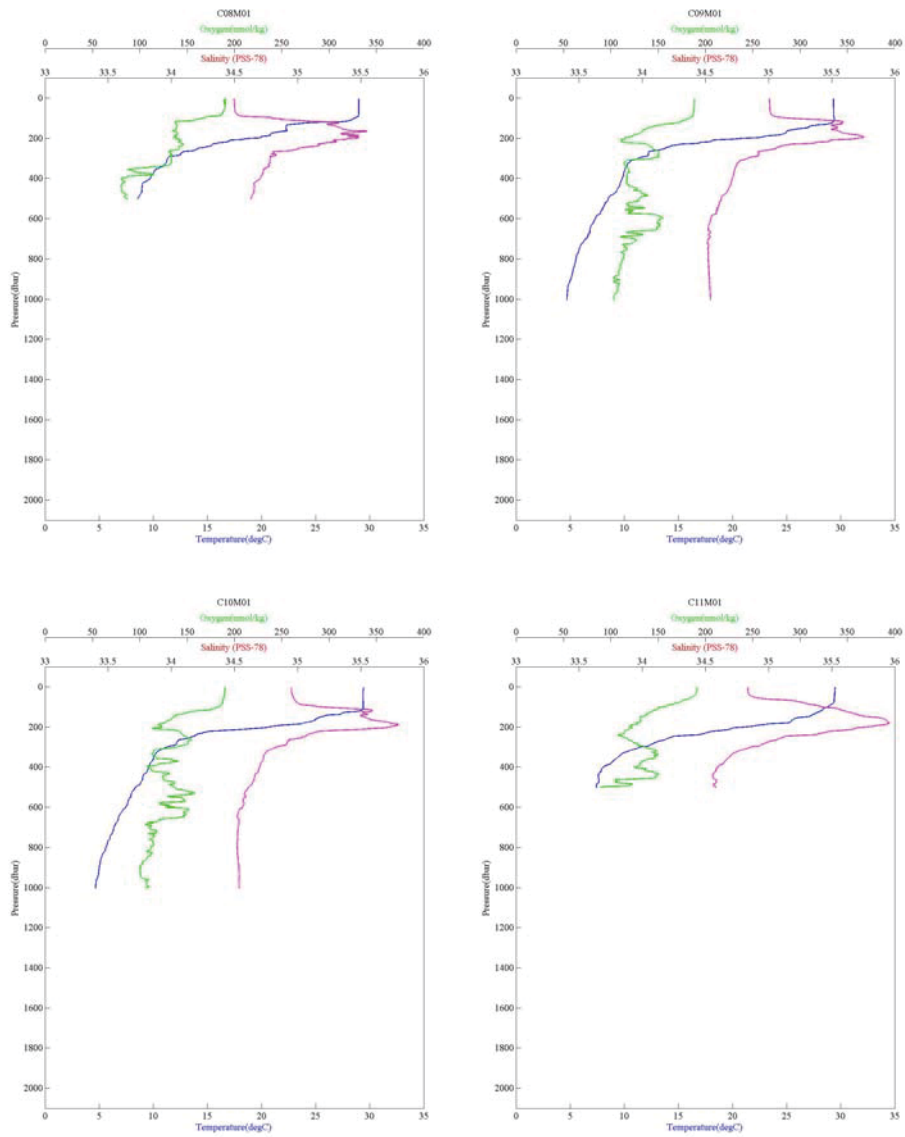 C08M01
Oxygen(umol/kg)
0 50 100 150 200 250 300 350 400
Salinity (PSS-78)
33 33.5 34 34.5 35 35.5 36
0
200
400
600
800
1000
1200
1400
1600
1800
2000
Pressure(dbar)
0 5 10 15 20 25 30 35
Temperature(degC)
C09M01
Oxygen(umol/kg)
0 50 100 150 200 250 300 350 400
Salinity (PSS-78)
33 33.5 34 34.5 35 35.5 36
0
200
400
600
800
1000
1200
1400
1600
1800
2000
Pressure(dbar)
0 5 10 15 20 25 30 35
Temperature(degC)
C10M01
Oxygen(umol/kg)
0 50 100 150 200 250 300 350 400
Salinity (PSS-78)
33 33.5 34 34.5 35 35.5 36
0
200
400
600
800
1000
1200
1400
1600
1800
2000
Pressure(dbar)
0 5 10 15 20 25 30 35
Temperature(degC)
C11M01
Oxygen(umol/kg)
0 50 100 150 200 250 300 350 400
Salinity (PSS-78)
33 33.5 34 34.5 35 35.5 36
0
200
400
600
800
1000
1200
1400
1600
1800
2000
Pressure(dbar)
0 5 10 15 20 25 30 35
Temperature(degC)